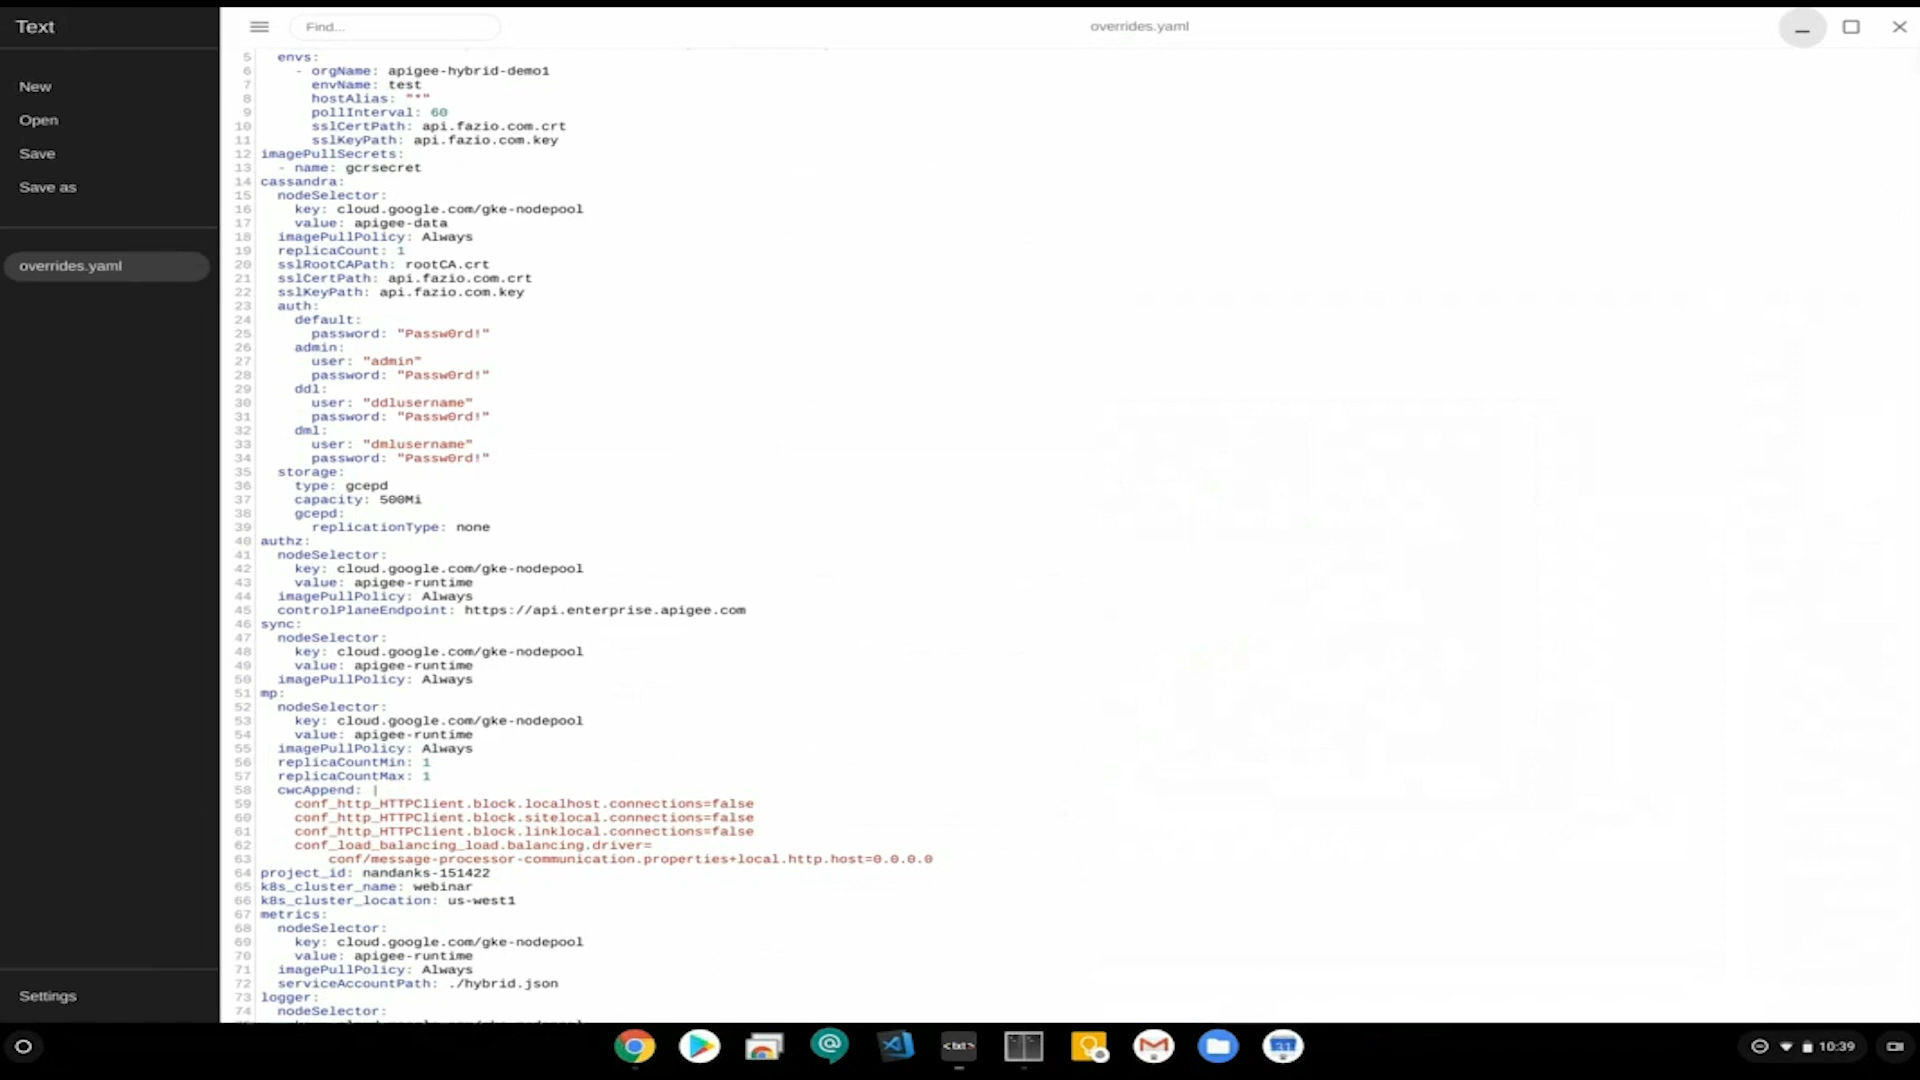 Text
Find...
overrides.yaml
New
Open
Save
Save as
overrides.yaml
Settings
5 envs:
6 - orgName: apigee-hybrid-demo1
7 envName: test
8 hostAlias: "*"
9 pollInterval: 60
10 sslCertPath: api.fazio.com.crt
11 sslKeyPath: api.fazio.com.key
12 imagePullSecrets:
13 - name: gcrsecret
14 cassandra:
15 nodeSelector:
16 key: cloud.google.com/gke-nodepool
17 value: apigee-data
18 imagePullPolicy: Always
19 replicaCount: 1
20 sslRootCAPath: rootCA.crt
21 sslCertPath: api.fazio.com.crt
22 sslKeyPath: api.fazio.com.key
23 auth:
24 default:
25 password: "Passw0rd!"
26 admin:
27 user: "admin"
28 password: "Passw0rd!"
29 ddl:
30 user: "ddlusername"
31 password: "Passw0rd!"
32 dml:
33 user: "dmlusername"
34 password: "Passw0rd!"
35 storage:
36 type: gcepd
37 capacity: 500Mi
38 gcepd:
39 replicationType: none
40 authz:
41 nodeSelector:
42 key: cloud.google.com/gke-nodepool
43 value: apigee-runtime
44 imagePullPolicy: Always
45 controlPlaneEndpoint: https://api.enterprise.apigee.com
46 sync:
47 nodeSelector:
48 key: cloud.google.com/gke-nodepool
49 value: apigee-runtime
50 imagePullPolicy: Always
51 mp:
52 nodeSelector:
53 key: cloud.google.com/gke-nodepool
54 value: apigee-runtime
55 imagePullPolicy: Always
56 replicaCountMin: 1
57 replicaCountMax: 1
58 cwcAppend: |
59 conf_http_HTTPClient.block.localhost.connections=false
60 conf_http_HTTPClient.block.sitelocal.connections=false
61 conf_http_HTTPClient.block.linklocal.connections=false
62 conf_load_balancing_load.balancing.driver=
63 conf/message-processor-communication.properties+local.http.host=0.0.0.0
64 project_id: nandanks-151422
65 k8s_cluster_name: webinar
66 k8s_cluster_location: us-west1
67 metrics:
68 nodeSelector:
69 key: cloud.google.com/gke-nodepool
70 value: apigee-runtime
71 imagePullPolicy: Always
72 serviceAccountPath: ./hybrid.json
73 logger:
74 nodeSelector:
<txt>
31
10:39